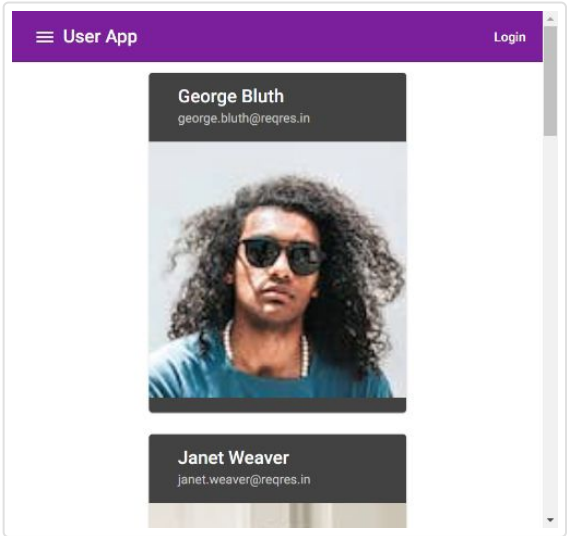 User App
Login
George Bluth
george.bluth@reqres.in
Janet Weaver
janet.weaver@reqres.in